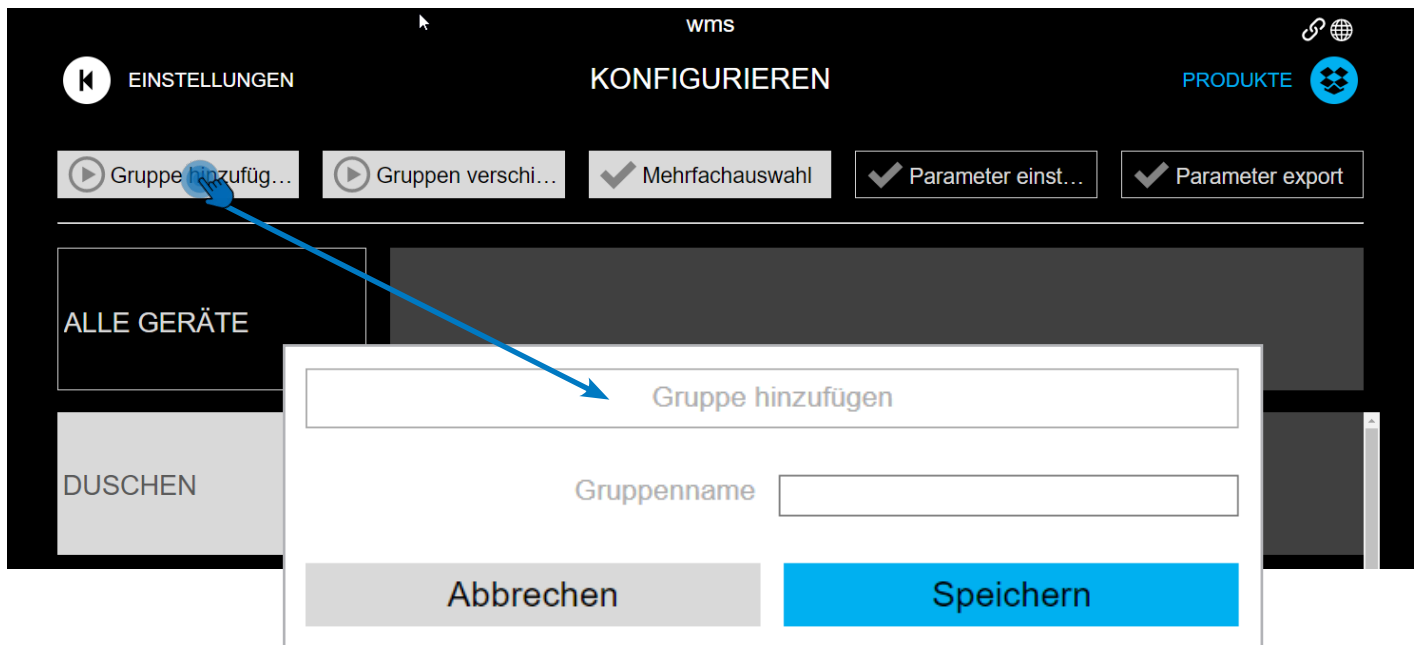 wms
EINSTELLUNGEN
KONFIGURIEREN
PRODUKTE
Gruppe hinzufüg...
Gruppen verschi...
Mehrfachauswahl
Parameter einst...
Parameter export
ALLE GERÄTE
Gruppe hinzufügen
DUSCHEN
Gruppenname
Abbrechen
Speichern